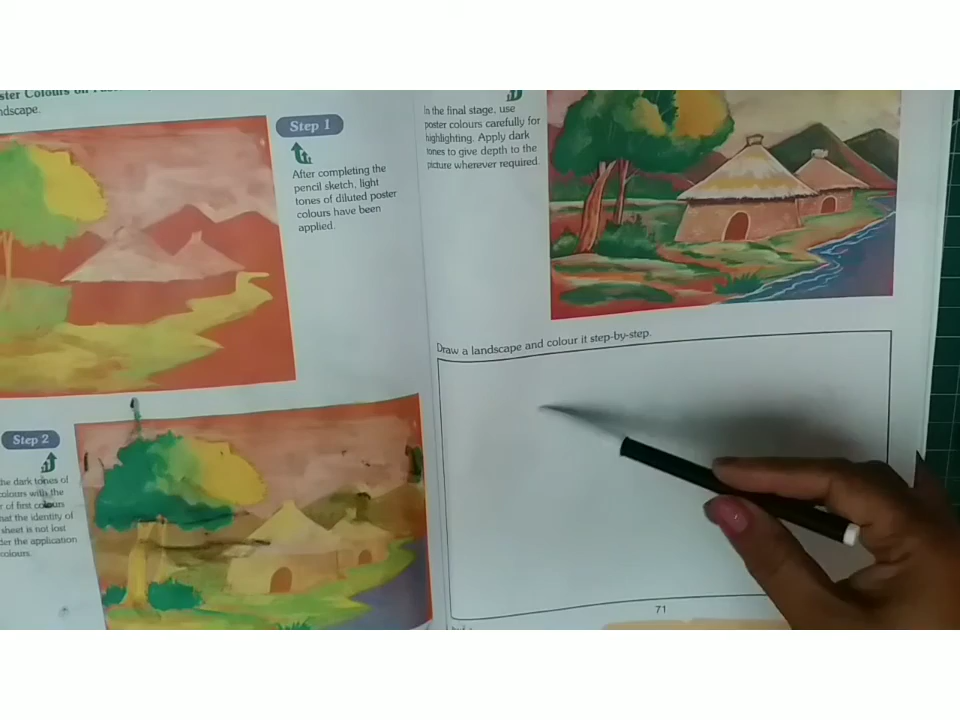 ster Colours on
ndscape.
Step 1
After completing the
pencil sketch, light
tones of diluted poster
colours have been
applied.
Step 2
the dark tones of
colours with the
r of first colours
hat the identity of
sheet is not lost
der the application
colours.
In the final stage, use
poster colours carefully for
highlighting. Apply dark
tones to give depth to the
picture wherever required.
Draw a landscape and colour it step-by-step.
71